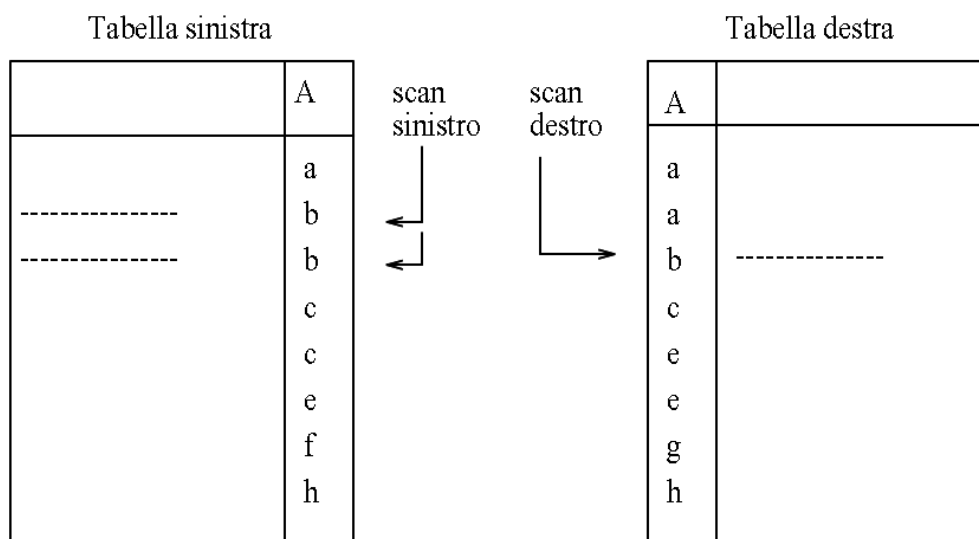 Tabella sinistra
Tabella destra
A
scan
sinistro
scan
destro
A
a
b
b
c
c
e
f
h
a
a
b
c
e
e
g
h